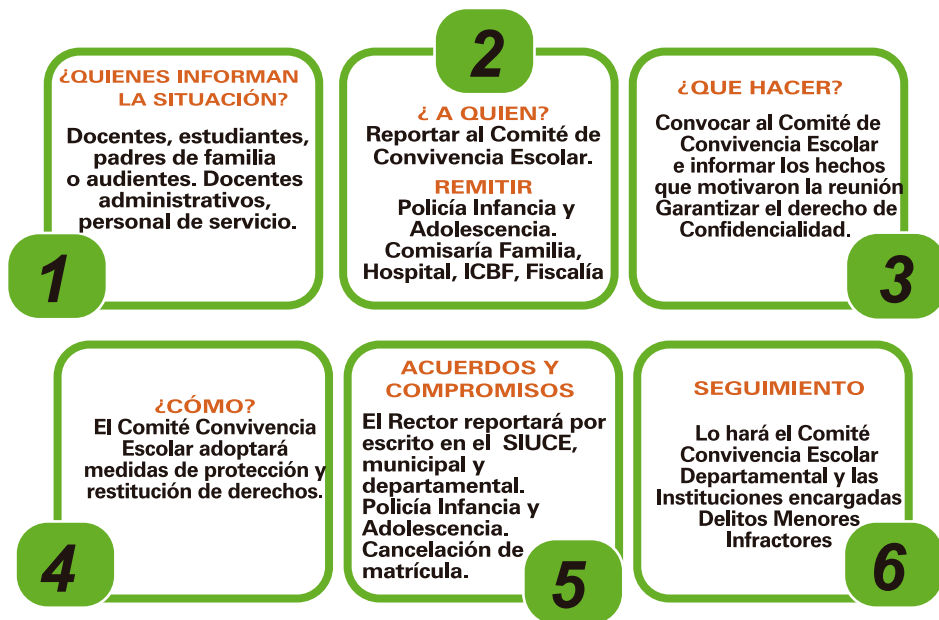 1
¿QUIENES INFORMAN
LA SITUACIÓN?
Docentes, estudiantes,
padres de familia
o audientes. Docentes
administrativos,
personal de servicio.
2
¿ A QUIEN?
Reportar al Comité de
Convivencia Escolar.
REMITIR
Policía Infancia y
Adolescencia.
Comisaría Familia,
Hospital, ICBF, Fiscalía
3
¿QUE HACER?
Convocar al Comité de
Convivencia Escolar
e informar los hechos
que motivaron la reunión
Garantizar el derecho de
Confidencialidad.
4
¿CÓMO?
El Comité Convivencia
Escolar adoptará
medidas de protección y
restitución de derechos.
5
ACUERDOS Y
COMPROMISOS
El Rector reportará por
escrito en el SIUCE,
municipal y
departamental.
Policía Infancia y
Adolescencia.
Cancelación de
matrícula.
6
SEGUIMIENTO
Lo hará el Comité
Convivencia Escolar
Departamental y las
Instituciones encargadas
Delitos Menores
Infractores